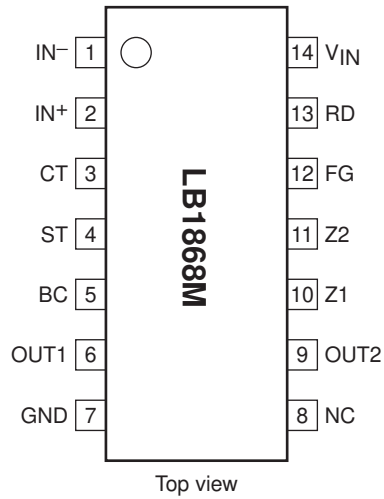 IN– 1 14 VIN
IN+ 2 13 RD
CT 3 12 FG
ST 4 11 Z2
BC 5 10 Z1
OUT1 6 9 OUT2
GND 7 8 NC
LB1868M
Top view